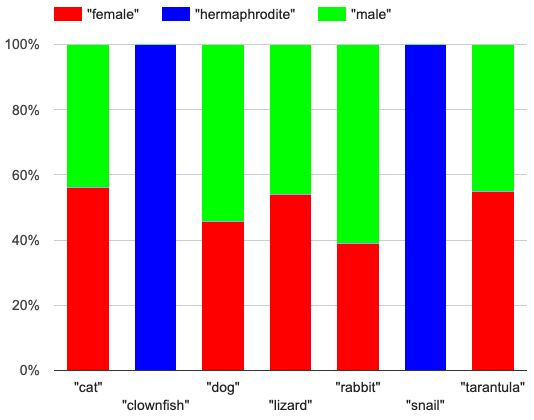 "female" "hermaphrodite" "male"
100%
80%
60%
40%
20%
0%
"cat" "dog" "rabbit" "tarantula"
"clownfish" "lizard" "snail"